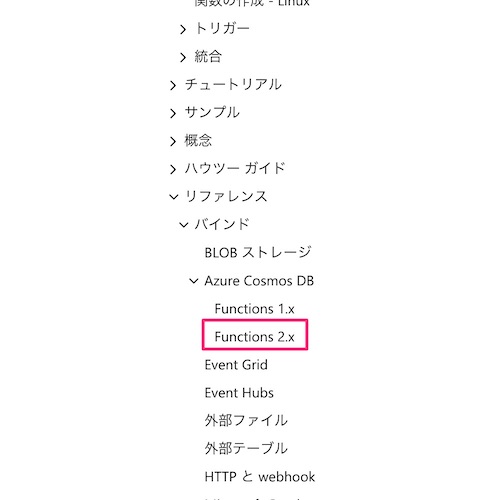 関数の作成 - Linux
トリガー
統合
チュートリアル
サンプル
概念
ハウツー ガイド
リファレンス
バインド
BLOB ストレージ
Azure Cosmos DB
Functions 1.x
Functions 2.x
Event Grid
Event Hubs
外部ファイル
外部テーブル
HTTP と webhook